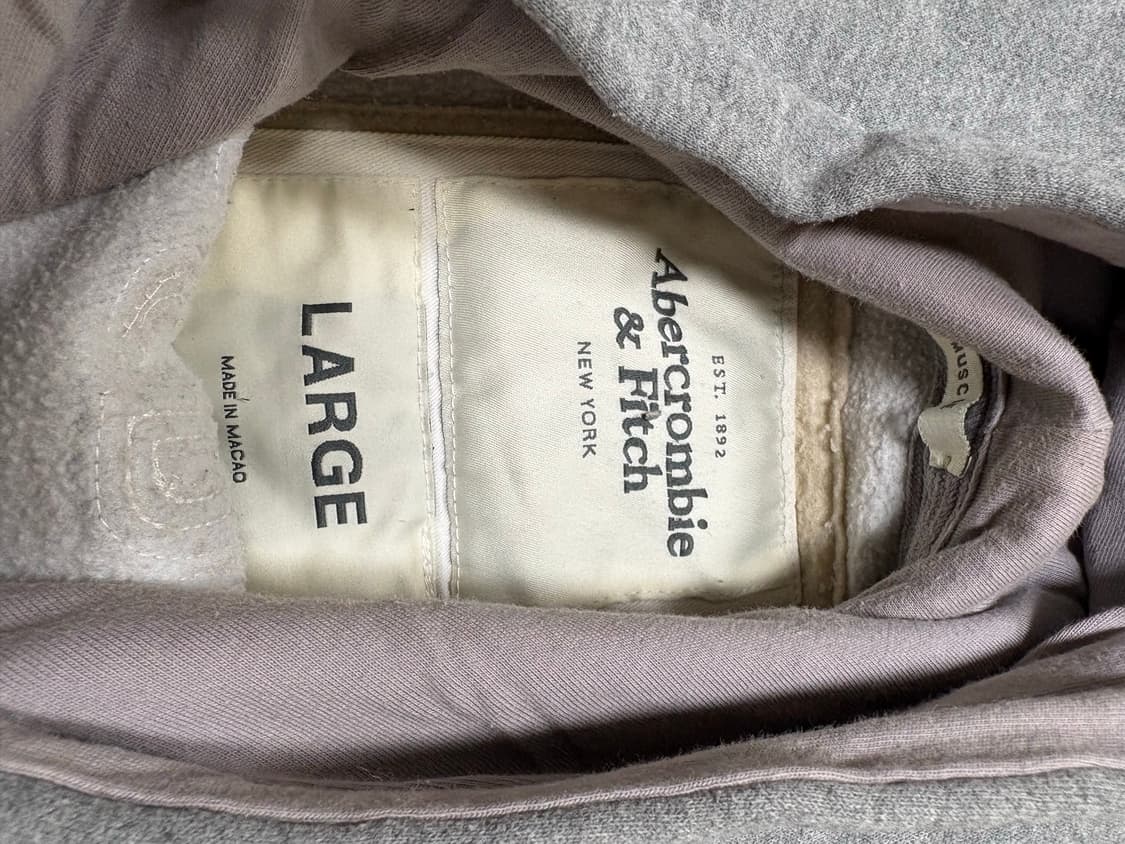 EST. 1892
Abercrombie
& Fitch
NEW YORK
LARGE
MADE IN MACAO
MUSC